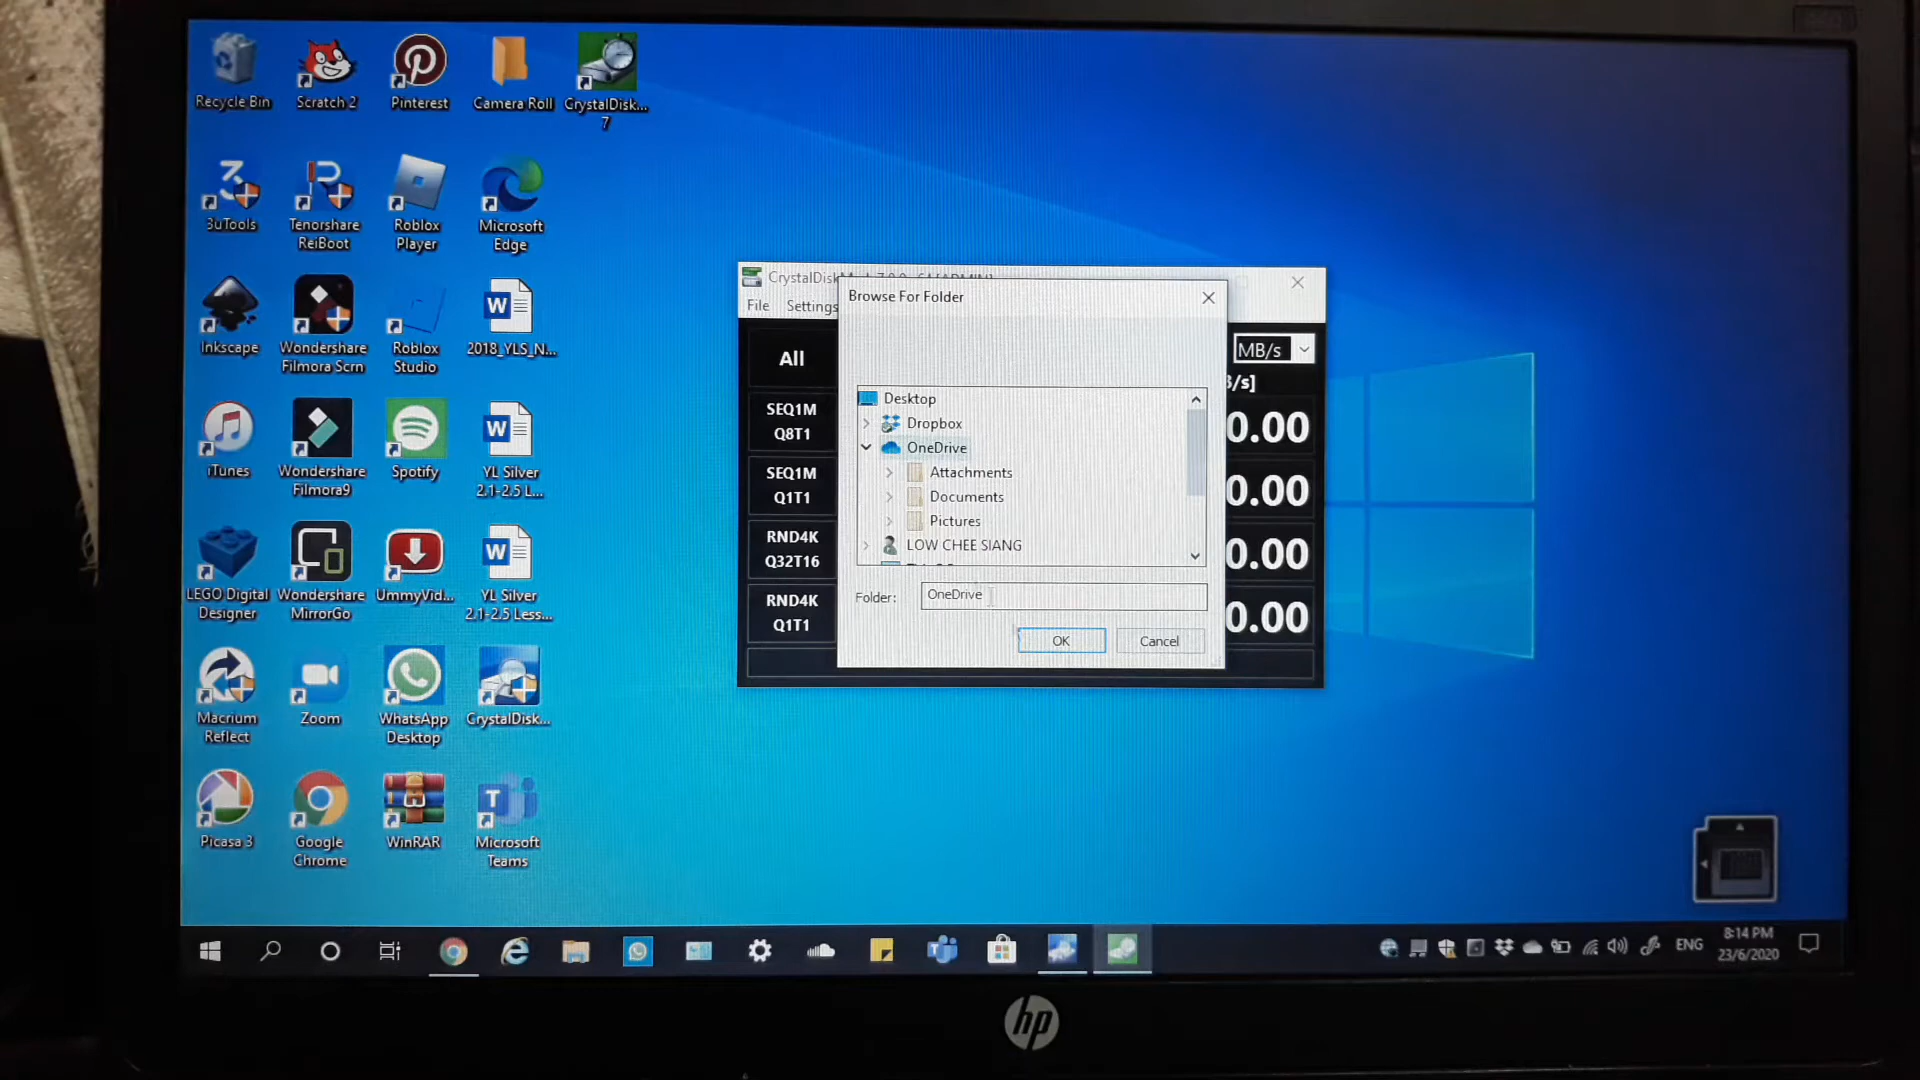 Recycle Bin
Scratch 2
Pinterest
Camera Roll
CrystalDisk...
7
3uTools
Tenorshare
ReiBoot
Roblox
Player
Microsoft
Edge
Inkscape
Wondershare
Filmora Scrn
Roblox
Studio
2018_YLS_N...
iTunes
Wondershare
Filmora9
Spotify
YL Silver
2.1-2.5 L...
LEGO Digital
Designer
Wondershare
MirrorGo
UmmyVid...
YL Silver
2.1-2.5 Less...
Macrium
Reflect
Zoom
WhatsApp
Desktop
CrystalDisk...
Picasa 3
Google
Chrome
WinRAR
Microsoft
Teams
File Settings
All
SEQ1M
Q8T1
SEQ1M
Q1T1
RND4K
Q32T16
RND4K
Q1T1
MB/s
/s]
0.00
0.00
0.00
0.00
Browse For Folder
Desktop
Dropbox
OneDrive
Attachments
Documents
Pictures
LOW CHEE SIANG
Folder: OneDrive
OK Cancel
ENG
8:14 PM
23/6/2020
hp